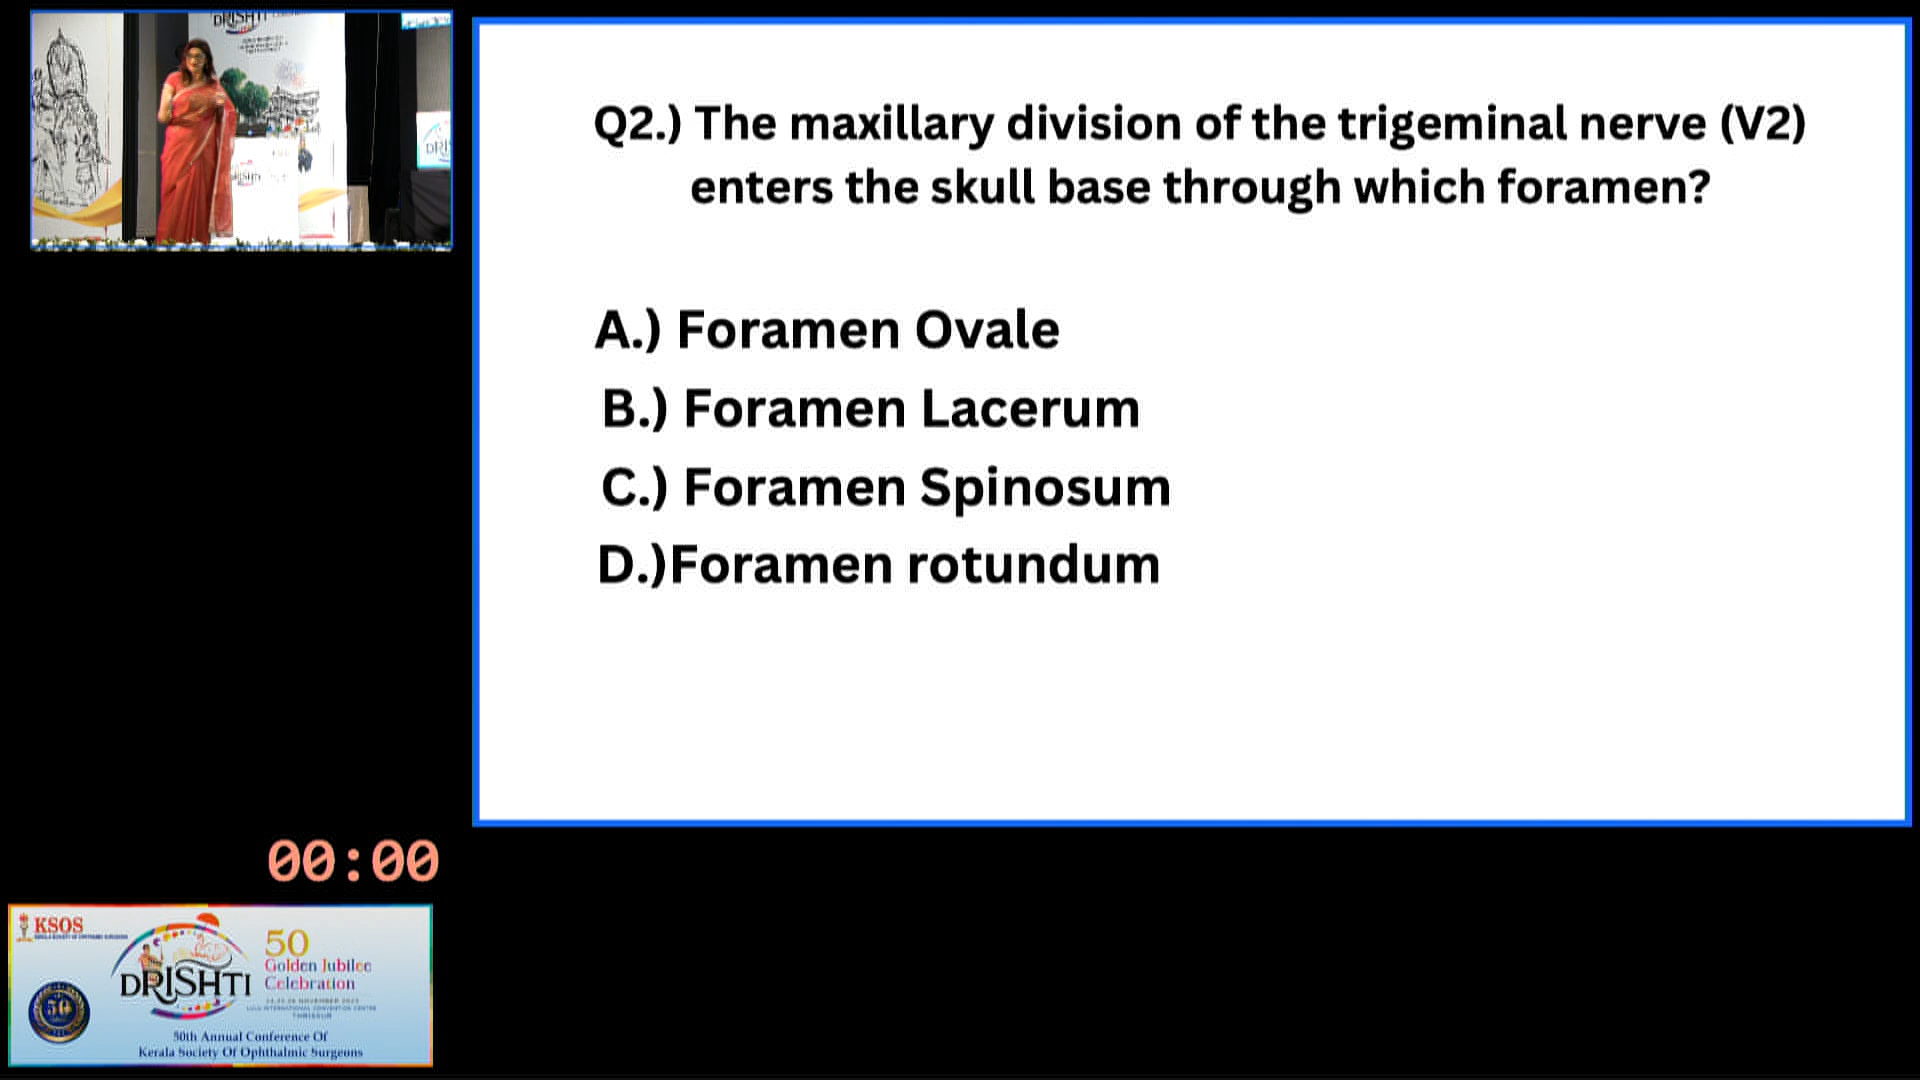 DRISHTI
Q2.) The maxillary division of the trigeminal nerve (V2)
enters the skull base through which foramen?
A.) Foramen Ovale
B.) Foramen Lacerum
C.) Foramen Spinosum
D.)Foramen rotundum
00:00
KSOS
50
Golden Jubilee
DRISHTI
Celebration
50
50th Annual Conference Of
Kerala Society Of Ophthalmic Surgeons